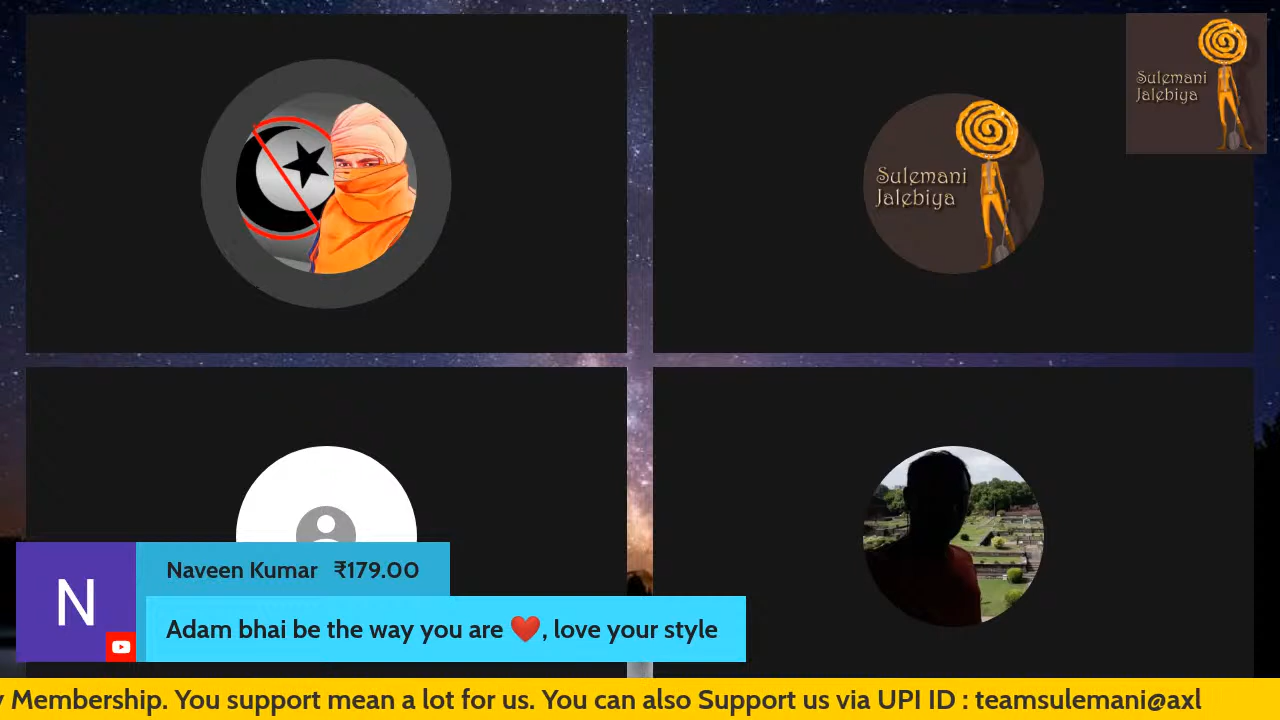 Sulemani
Jalebiya
Sulemani
Jalebiya
N
Naveen Kumar ₹179.00
Adam bhai be the way you are ❤️, love your style
Membership. You support mean a lot for us. You can also Support us via UPI ID : teamsulemani@axl